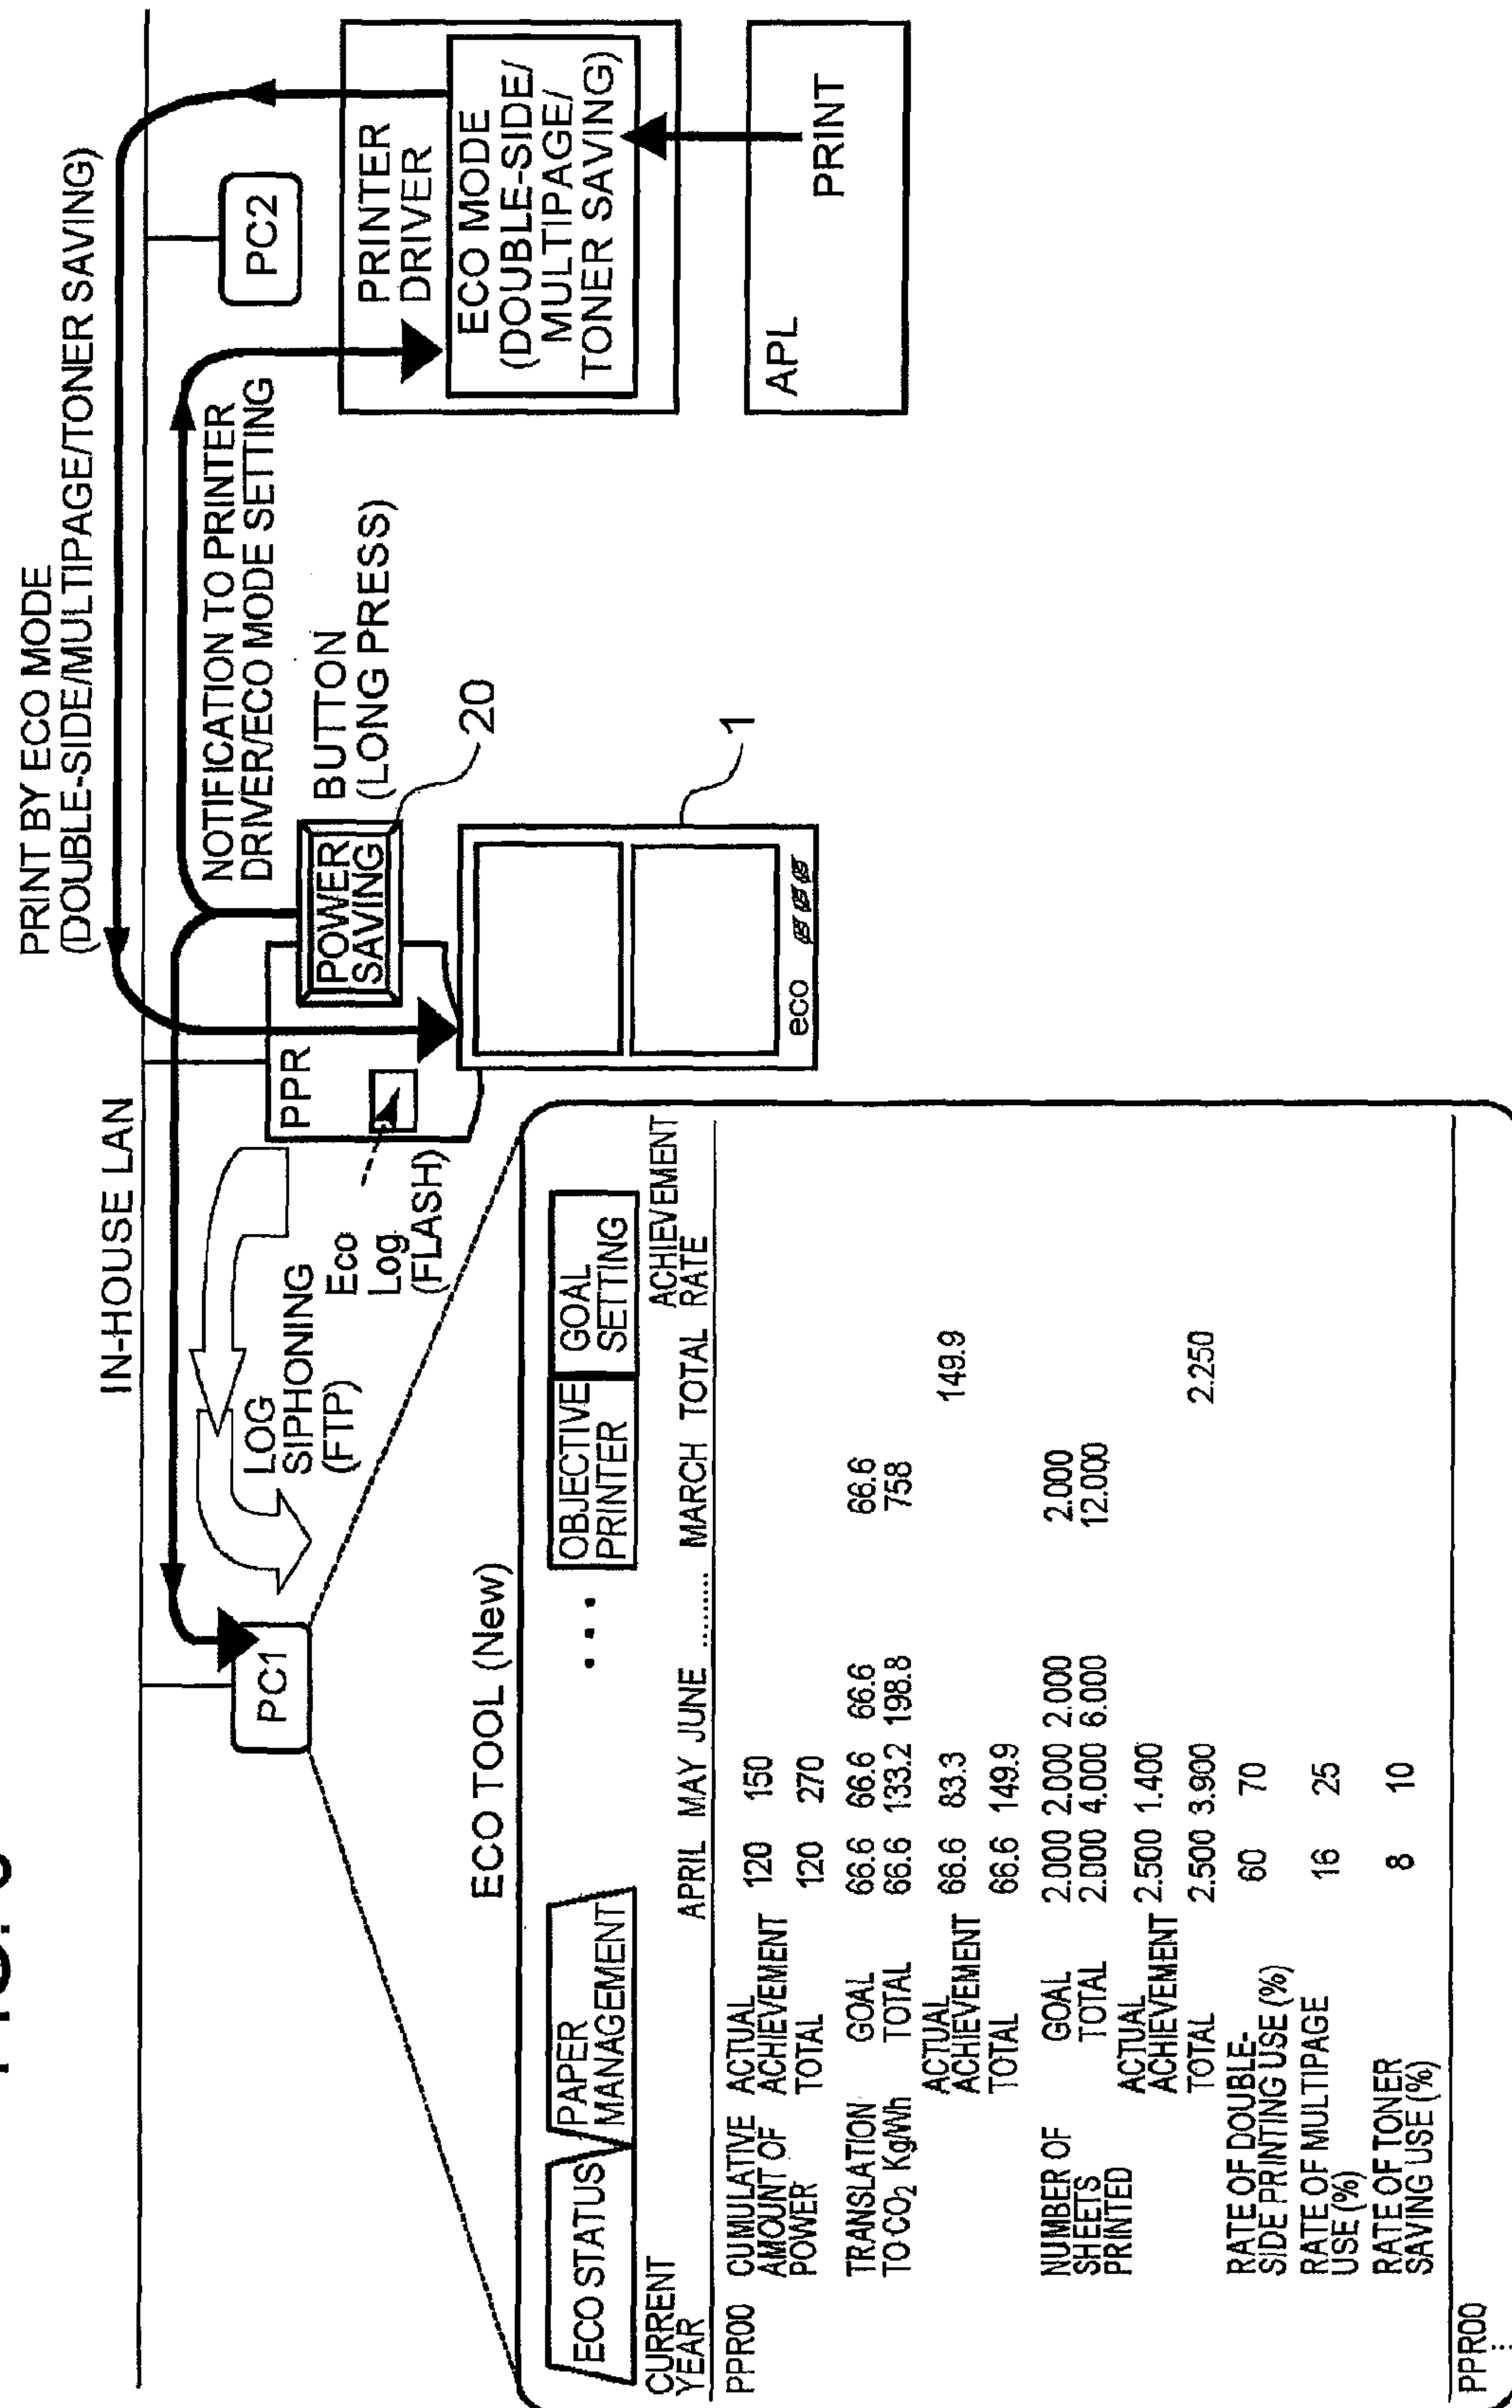 PRINT BY ECO MODE
(DOUBLE-SIDE/MULTIPAGE/TONER SAVING)
IN-HOUSE LAN
NOTIFICATION TO PRINTER
DRIVER/ECO MODE SETTING
PC1
LOG
SIPHONING
(FTP)
Eco
Log
(FLASH)
PPR
POWER
SAVING
BUTTON
(LONG PRESS)
20
1
eco
PC2
PRINTER
DRIVER
ECO MODE
(DOUBLE-SIDE/
MULTIPAGE/
TONER SAVING)
APL
PRINT
ECO TOOL (New)
ECO STATUS
PAPER
MANAGEMENT
...
OBJECTIVE
PRINTER
GOAL
SETTING
CURRENT
YEAR
APRIL MAY JUNE ......... MARCH TOTAL ACHIEVEMENT
RATE
PPR00 CUMULATIVE ACTUAL
AMOUNT OF ACHIEVEMENT 120 150
POWER TOTAL 120 270
TRANSLATION GOAL 66.6 66.6 66.6 66.6
TO CO₂ Kg/Wh TOTAL 66.6 133.2 198.8 758
ACTUAL
ACHIEVEMENT 66.6 83.3 149.9
TOTAL 66.6 149.9
NUMBER OF GOAL 2.000 2.000 2.000 2.000
SHEETS TOTAL 2.000 4.000 6.000 12.000
PRINTED ACTUAL
ACHIEVEMENT 2.500 1.400
TOTAL 2.500 3.900 2.250
RATE OF DOUBLE-
SIDE PRINTING USE (%) 60 70
RATE OF MULTIPAGE
USE (%) 16 25
RATE OF TONER
SAVING USE (%) 8 10
PPR00
: